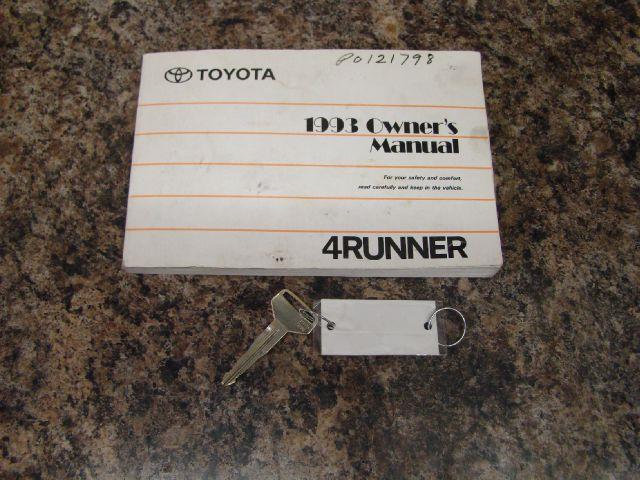 P0121798
TOYOTA
1993 Owner's
Manual
For your safety and comfort,
read carefully and keep in the vehicle.
4RUNNER